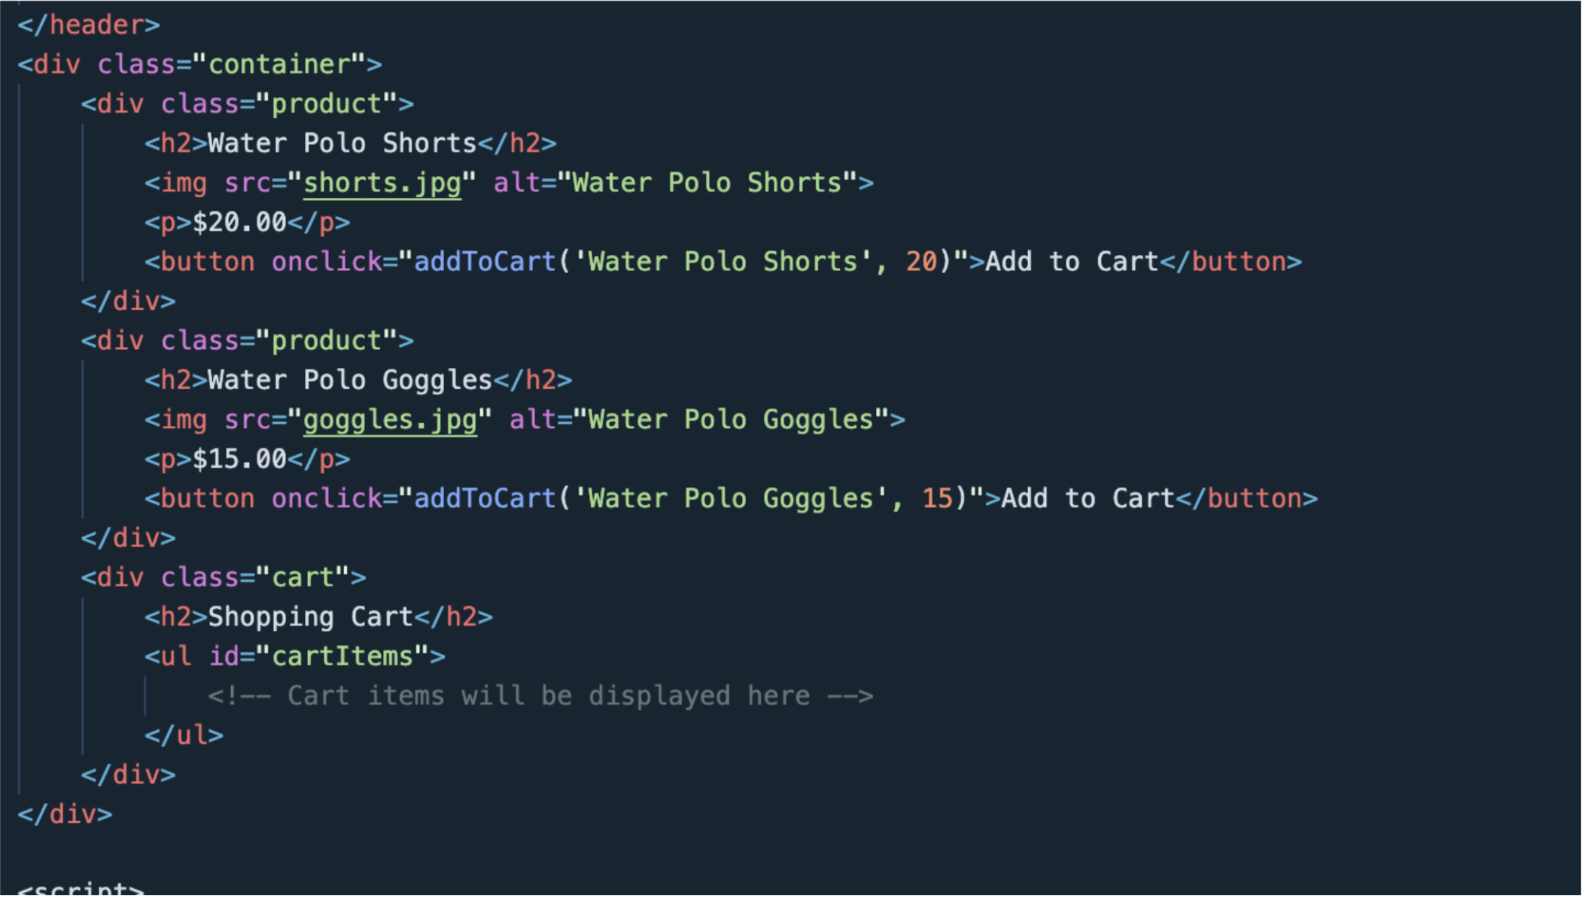 </header>
<div class="container">
    <div class="product">
        <h2>Water Polo Shorts</h2>
        <img src="shorts.jpg" alt="Water Polo Shorts">
        <p>$20.00</p>
        <button onclick="addToCart('Water Polo Shorts', 20)">Add to Cart</button>
    </div>
    <div class="product">
        <h2>Water Polo Goggles</h2>
        <img src="goggles.jpg" alt="Water Polo Goggles">
        <p>$15.00</p>
        <button onclick="addToCart('Water Polo Goggles', 15)">Add to Cart</button>
    </div>
    <div class="cart">
        <h2>Shopping Cart</h2>
        <ul id="cartItems">
            <!-- Cart items will be displayed here -->
        </ul>
    </div>
</div>
<script>